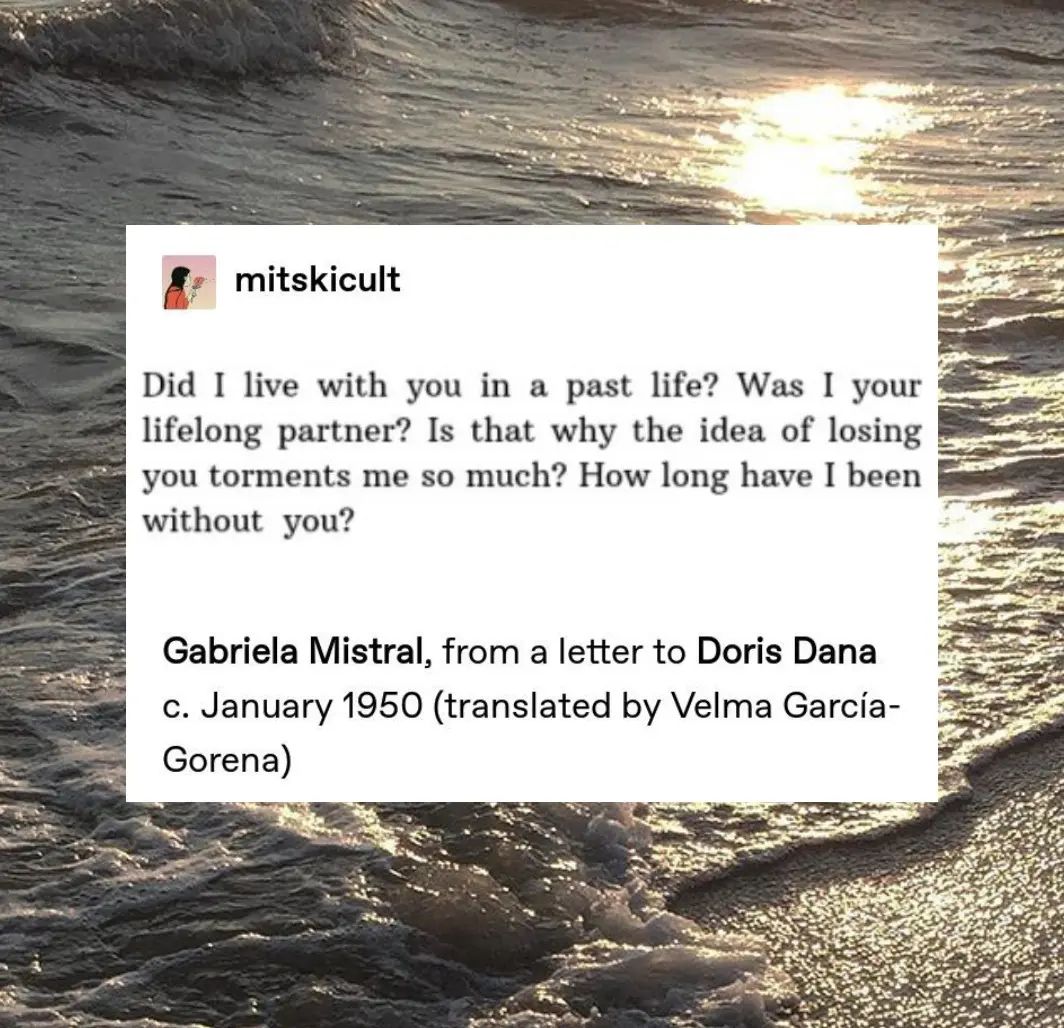 mitskicult
Did I live with you in a past life? Was I your
lifelong partner? Is that why the idea of losing
you torments me so much? How long have I been
without you?
Gabriela Mistral, from a letter to Doris Dana
c. January 1950 (translated by Velma García-
Gorena)